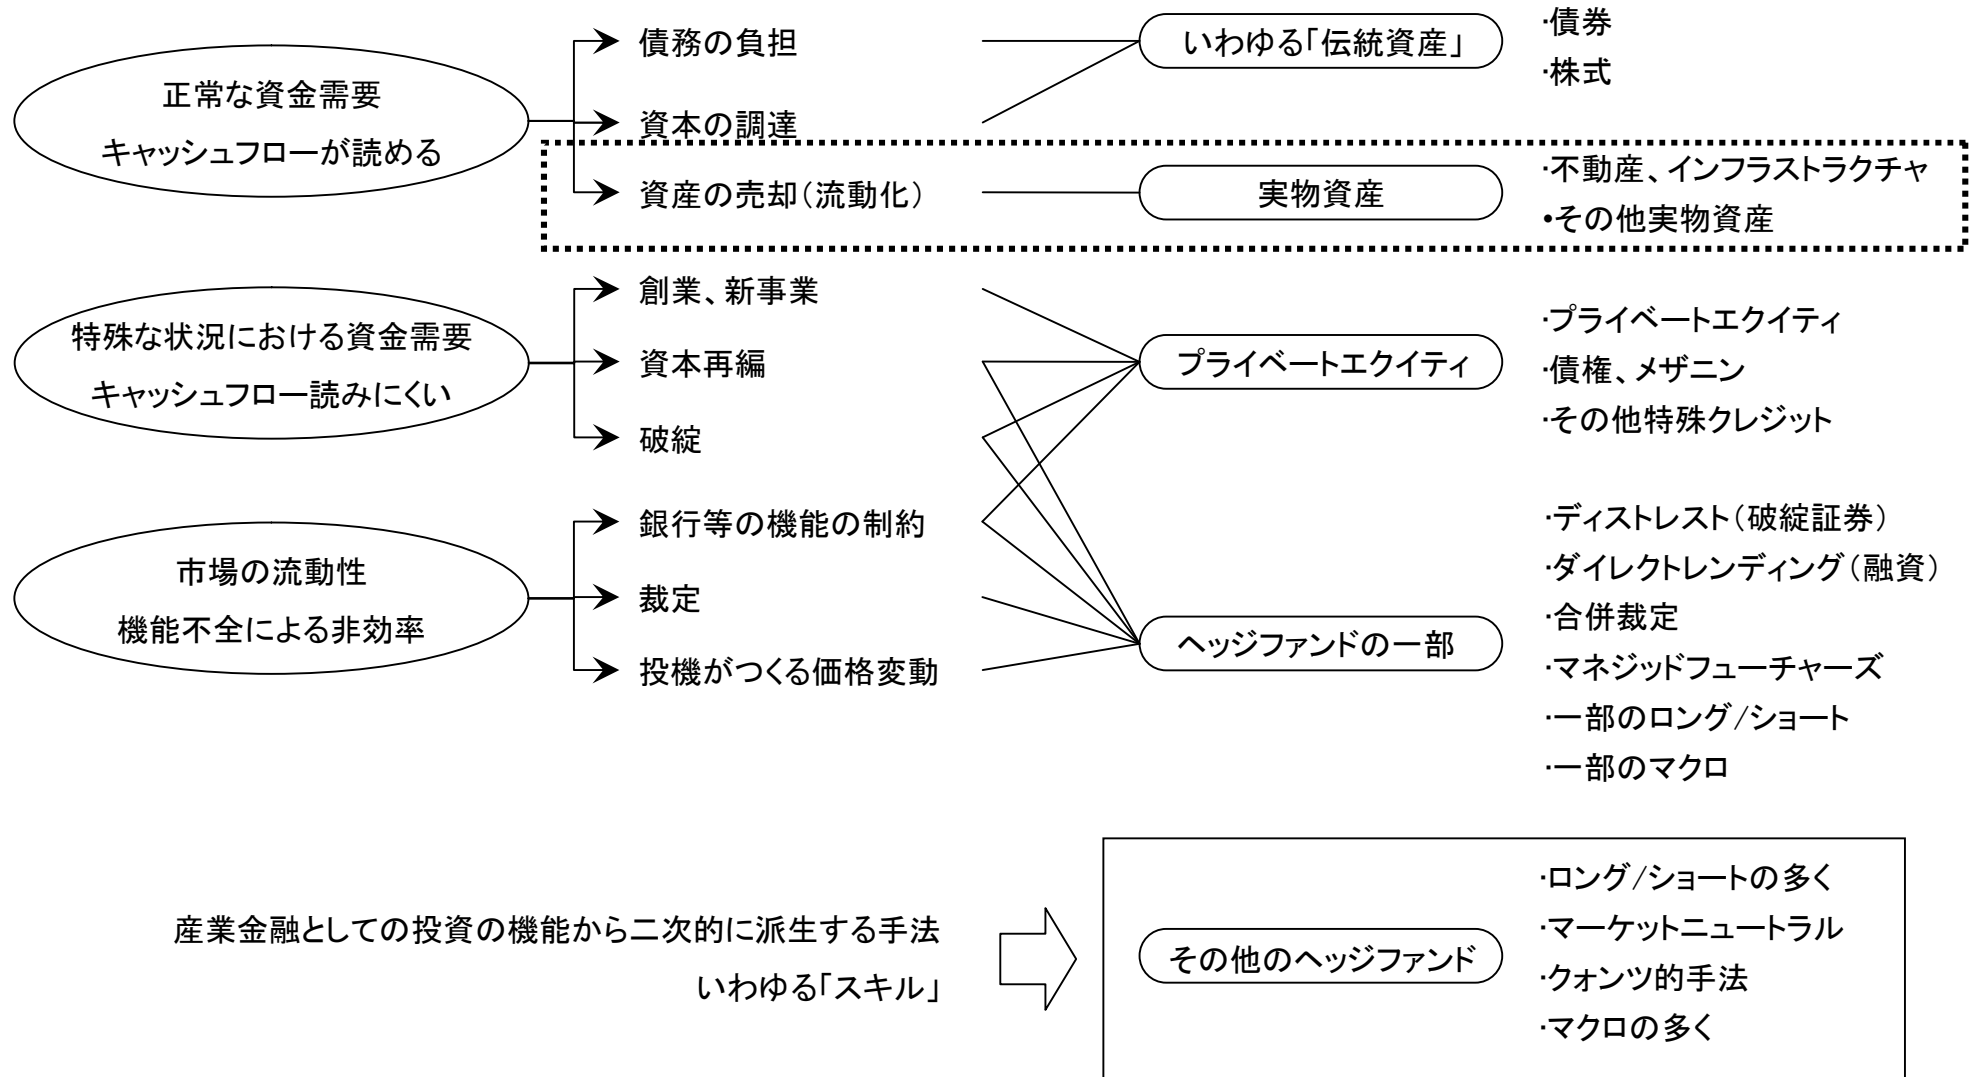 正常な資金需要
キャッシュフローが読める
債務の負担
資本の調達
資産の売却（流動化）
いわゆる「伝統資産」
・債券
・株式
実物資産
・不動産、インフラストラクチャ
•その他実物資産
特殊な状況における資金需要
キャッシュフロー読みにくい
創業、新事業
資本再編
破綻
プライベートエクイティ
・プライベートエクイティ
・債権、メザニン
・その他特殊クレジット
市場の流動性
機能不全による非効率
銀行等の機能の制約
裁定
投機がつくる価格変動
ヘッジファンドの一部
・ディストレスト（破綻証券）
・ダイレクトレンディング（融資）
・合併裁定
・マネジッドフューチャーズ
・一部のロング/ショート
・一部のマクロ
産業金融としての投資の機能から二次的に派生する手法
いわゆる「スキル」
その他のヘッジファンド
・ロング/ショートの多く
・マーケットニュートラル
・クォンツ的手法
・マクロの多く